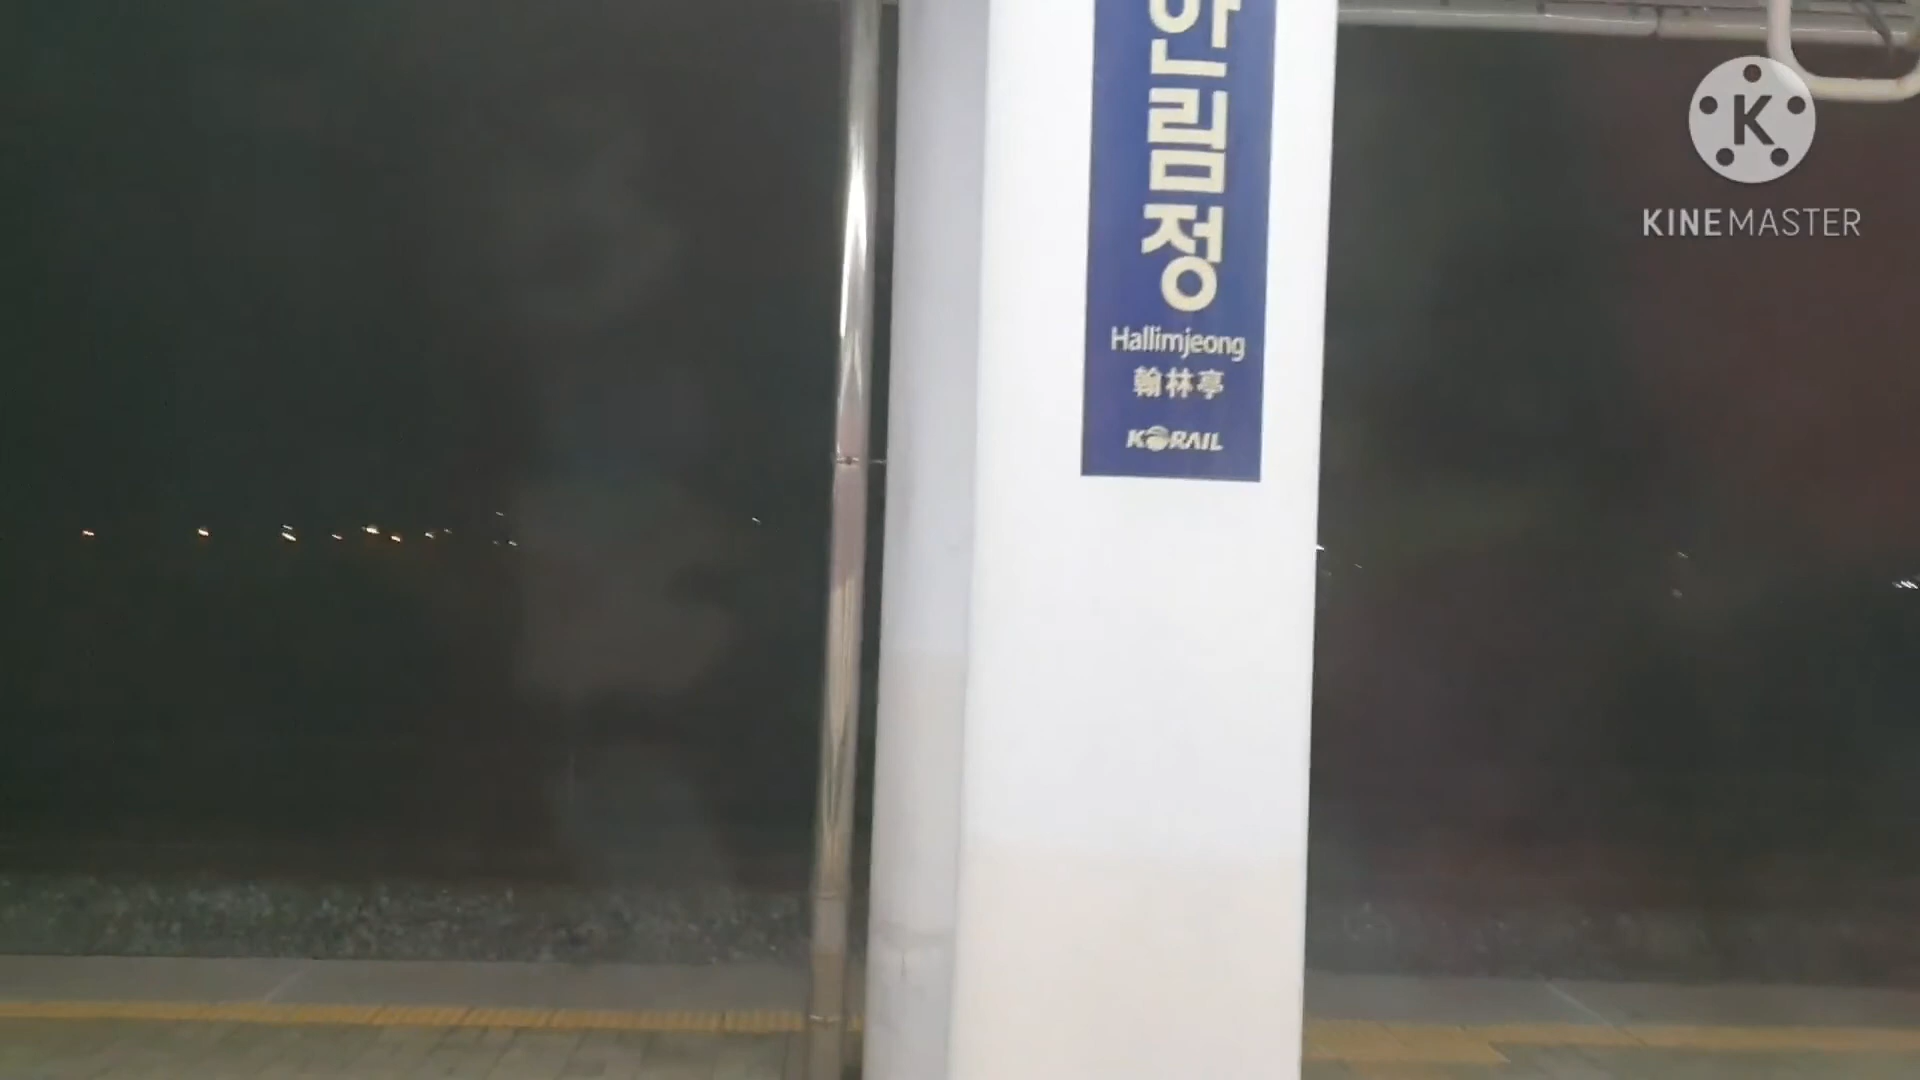 한림정
Hallimjeong
翰林亭
KORAIL
K
KINEMASTER